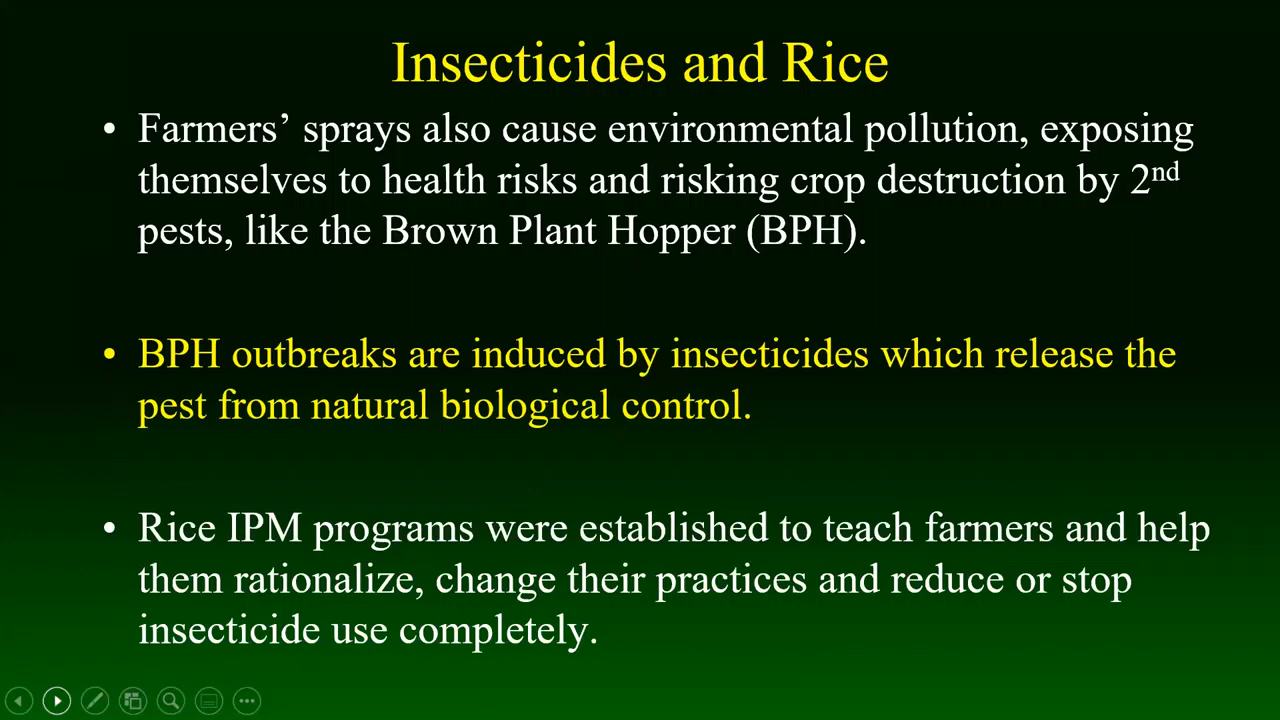 Insecticides and Rice
• Farmers’ sprays also cause environmental pollution, exposing
themselves to health risks and risking crop destruction by 2nd
pests, like the Brown Plant Hopper (BPH).
• BPH outbreaks are induced by insecticides which release the
pest from natural biological control.
• Rice IPM programs were established to teach farmers and help
them rationalize, change their practices and reduce or stop
insecticide use completely.